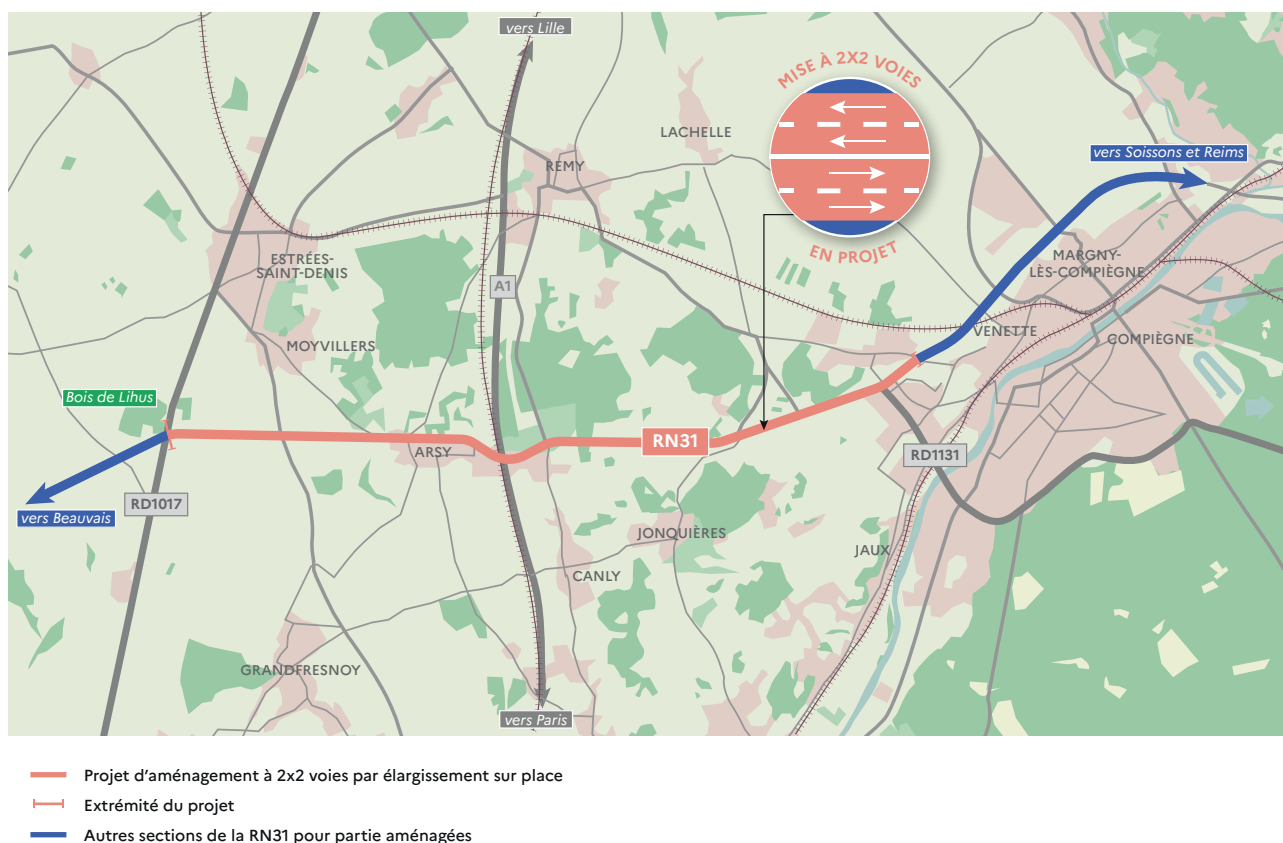 vers Lille
MISE À 2X2 VOIES
LACHELLE
vers Soissons et Reims
RÉMY
EN PROJET
ESTRÉES-
SAINT-DENIS
MARGNY-
LÈS-COMPIÈGNE
A1
VENETTE
COMPIÈGNE
MOYVILLERS
Bois de Lihus
RN31
ARSY
RD1131
RD1017
vers Beauvais
JONQUIÈRES
JAUX
CANLY
GRANDFRESNOY
vers Paris
Projet d'aménagement à 2x2 voies par élargissement sur place
Extrémité du projet
Autres sections de la RN31 pour partie aménagées